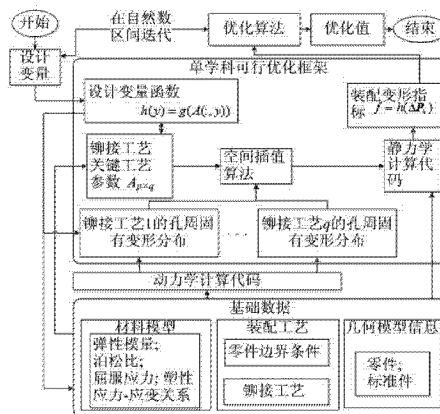 开始
在自然数
区间迭代
优化算法
优化值
结束
设计
变量
单学科可行优化框架
设计变量函数
h(y)=g(A(:,y))
装配变形指
标 f=h(ΔP)
铆接工艺
关键工艺
参数 Ap×q
空间插值
算法
静力学
计算代
码
铆接工艺1的孔周固
有变形分布
. . .
铆接工艺q的孔周固
有变形分布
动力学计算代码
基础数据
材料模型
弹性模量;
泊松比;
屈服应力; 塑性
应力-应变关系
装配工艺
零件边界条件
铆接工艺
几何模型信息
零件;
标准件